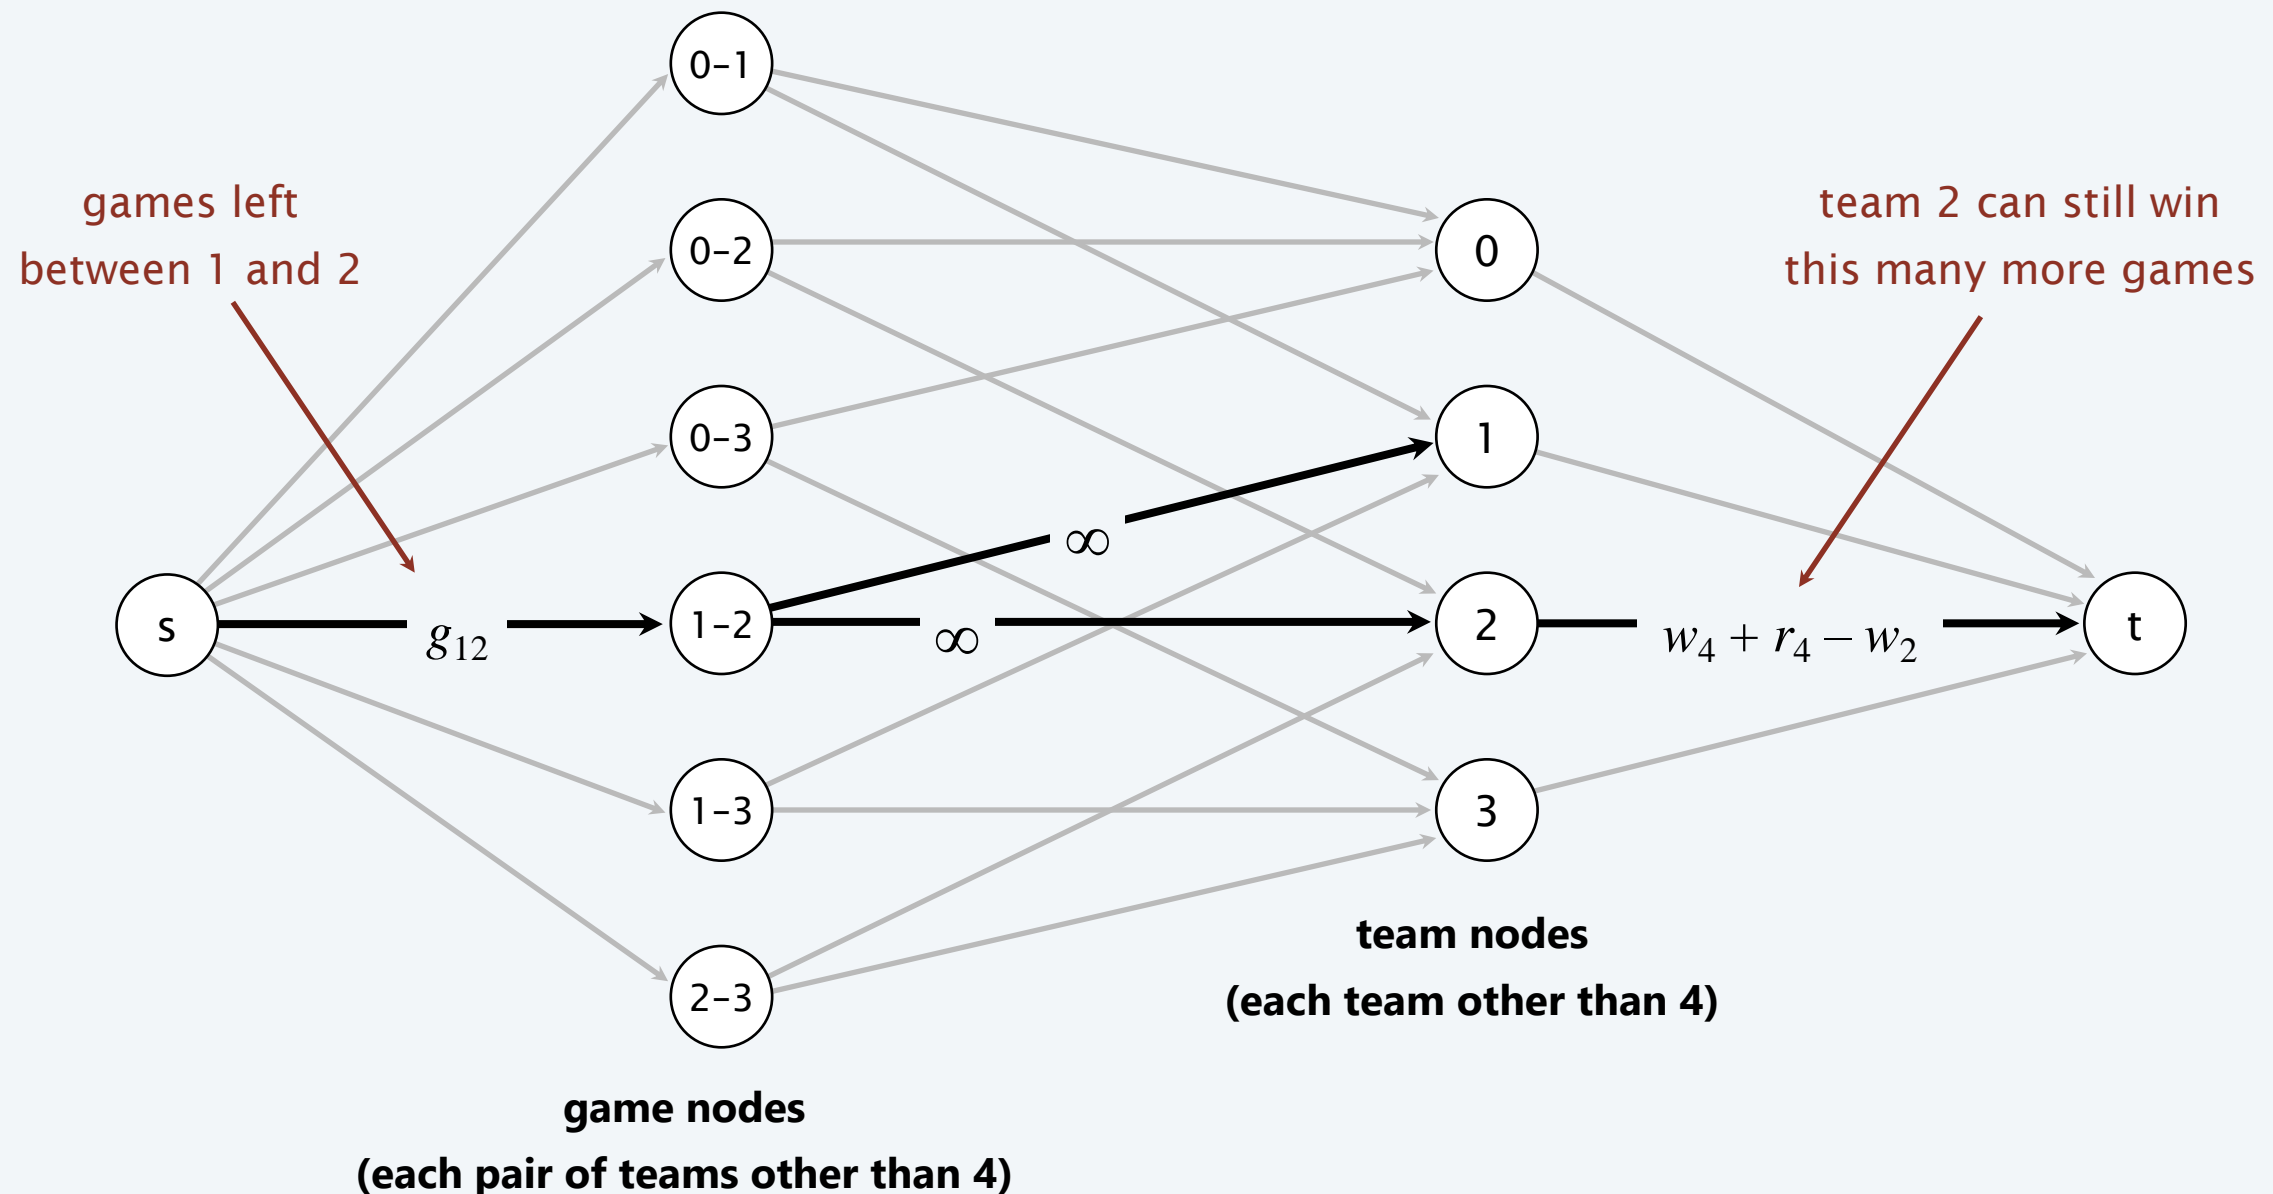 0–1
games left
between 1 and 2
0–2
0
team 2 can still win
this many more games
0–3
1
∞
s
g12
1–2
∞
2
w4 + r4 − w2
t
1–3
3
2–3
team nodes
(each team other than 4)
game nodes
(each pair of teams other than 4)